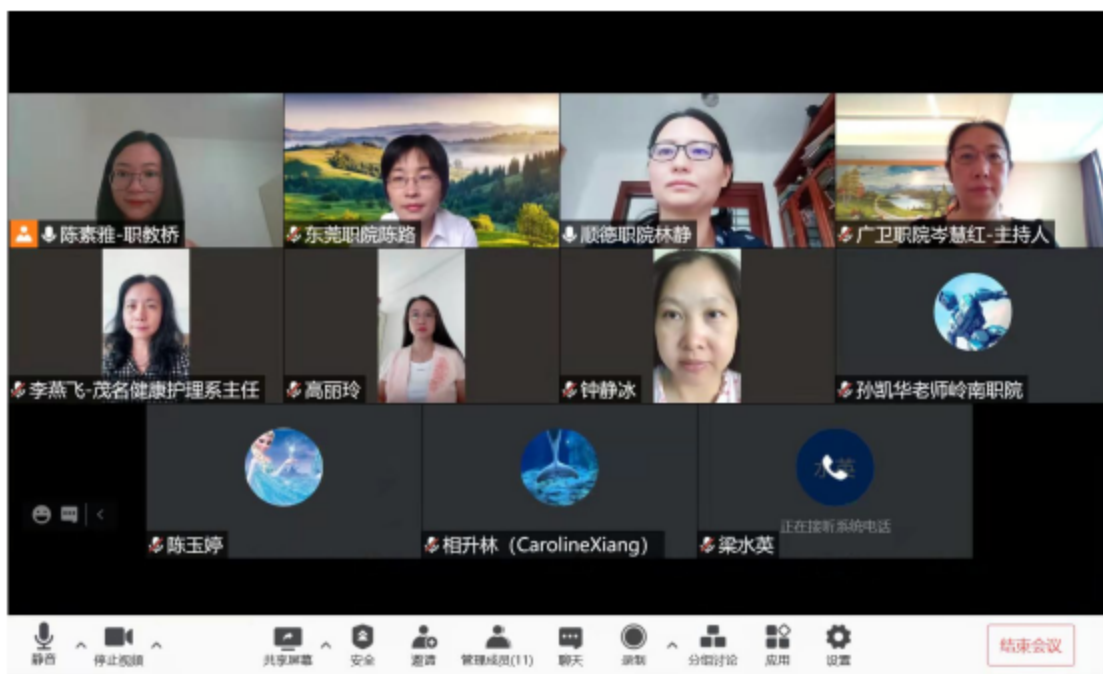 陈素雅-职教桥
东莞职院陈路
顺德职院林静
广卫职院岑慧红-主持人
李燕飞-茂名健康护理系主任
高丽玲
钟静冰
孙凯华老师岭南职院
水英
正在接听系统电话
陈玉婷
相升林（CarolineXiang）
梁水英
静音
停止视频
共享屏幕
安全
邀请
管理成员(11)
聊天
录制
分组讨论
应用
设置
结束会议